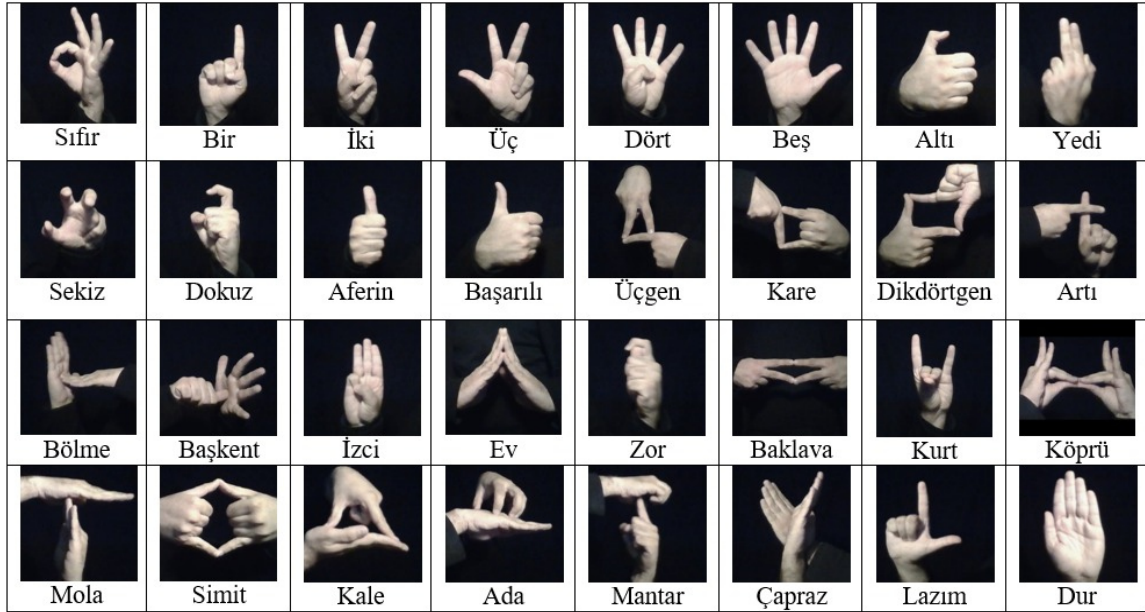 Sıfır Bir İki Üç Dört Beş Altı Yedi
Sekiz Dokuz Aferin Başarılı Üçgen Kare Dikdörtgen Artı
Bölme Başkent İzci Ev Zor Baklava Kurt Köprü
Mola Simit Kale Ada Mantar Çapraz Lazım Dur